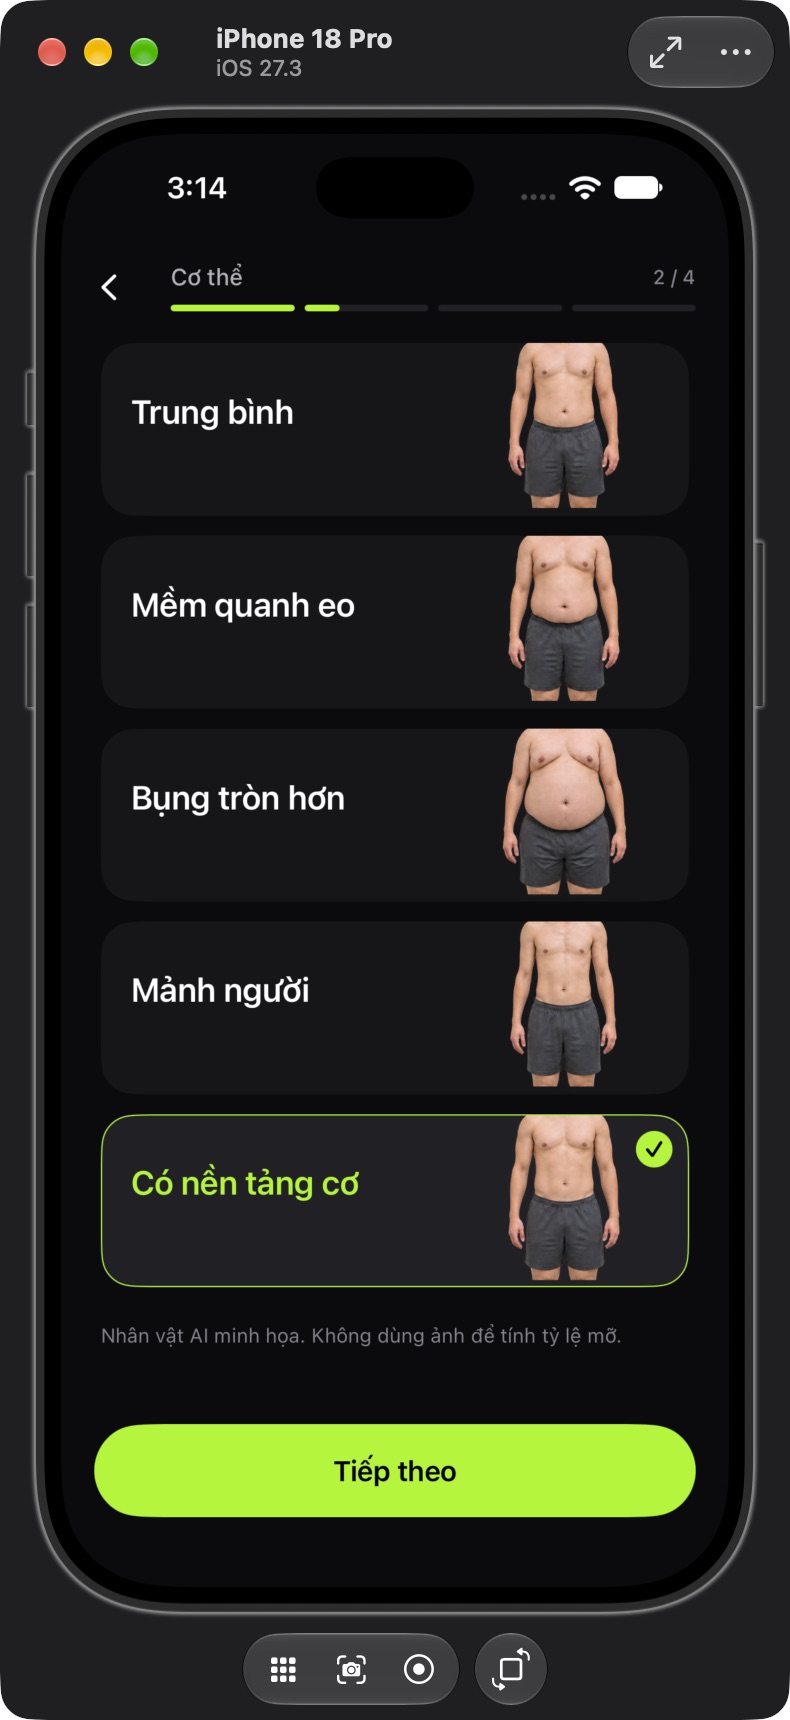 iPhone 18 Pro
iOS 27.3
3:14
Cơ thể
2 / 4
Trung bình
Mềm quanh eo
Bụng tròn hơn
Mảnh người
Có nền tảng cơ
Nhân vật AI minh họa. Không dùng ảnh để tính tỷ lệ mỡ.
Tiếp theo